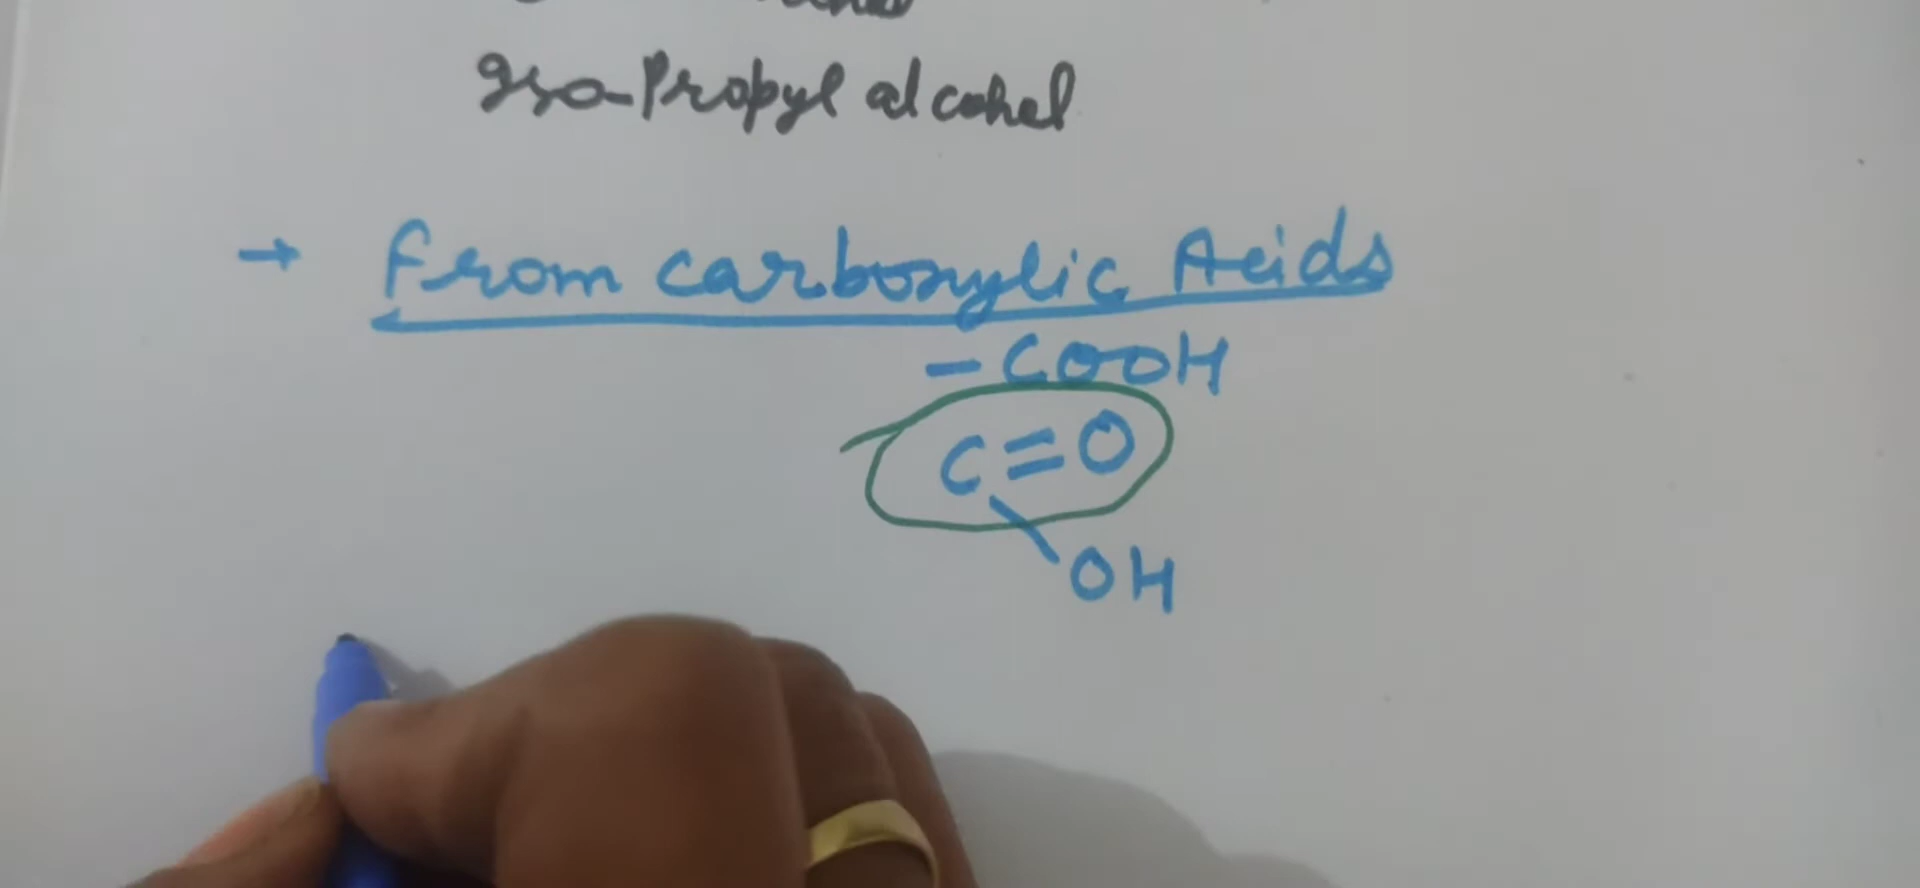 Iso-Propyl alcohol
→ From carboxylic Acids
- COOH
C=O
OH